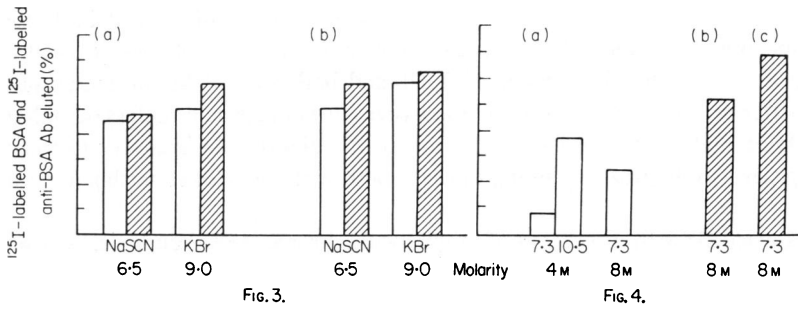 ¹²⁵I-labelled BSA and ¹²⁵I-labelled
anti-BSA Ab eluted (%)
(a) (b) (a) (b) (c)
NaSCN KBr NaSCN KBr 7·3 10·5 7·3 7·3 7·3
6·5 9·0 6·5 9·0 Molarity 4 M 8 M 8 M 8 M
FIG. 3. FIG. 4.